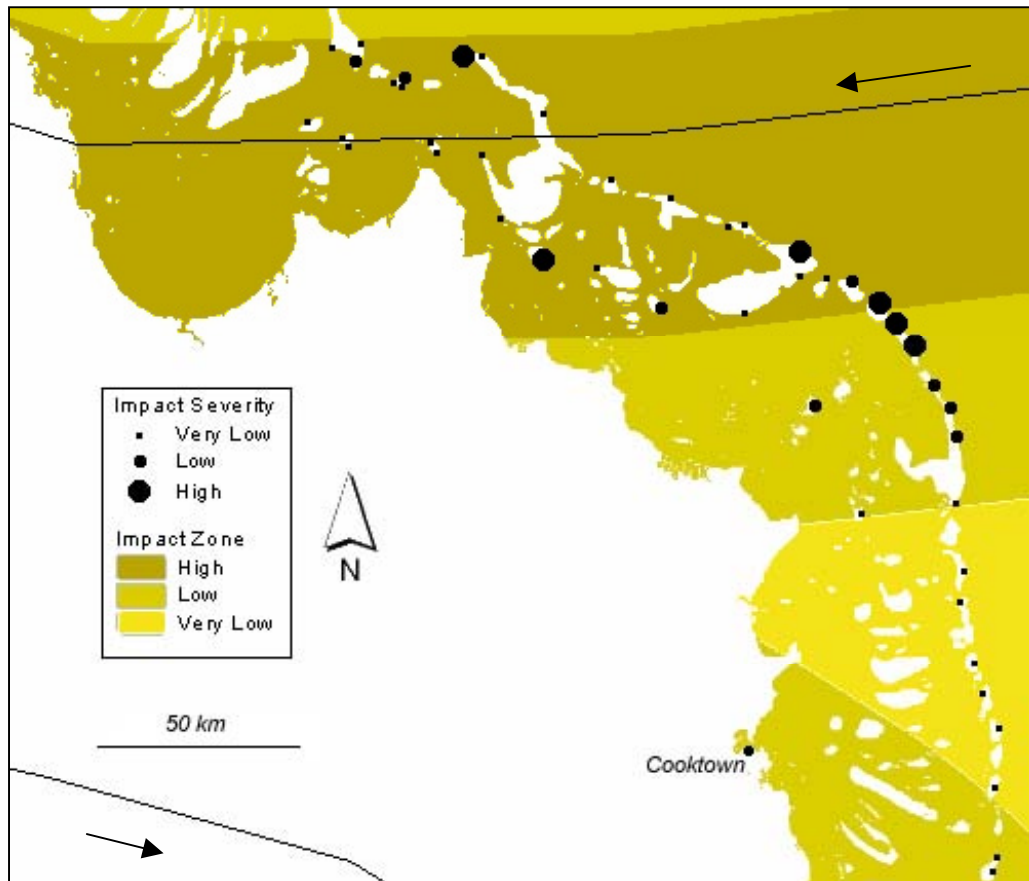 Impact Severity
Very Low
Low
High
Impact Zone
High
Low
Very Low
N
50 km
Cooktown